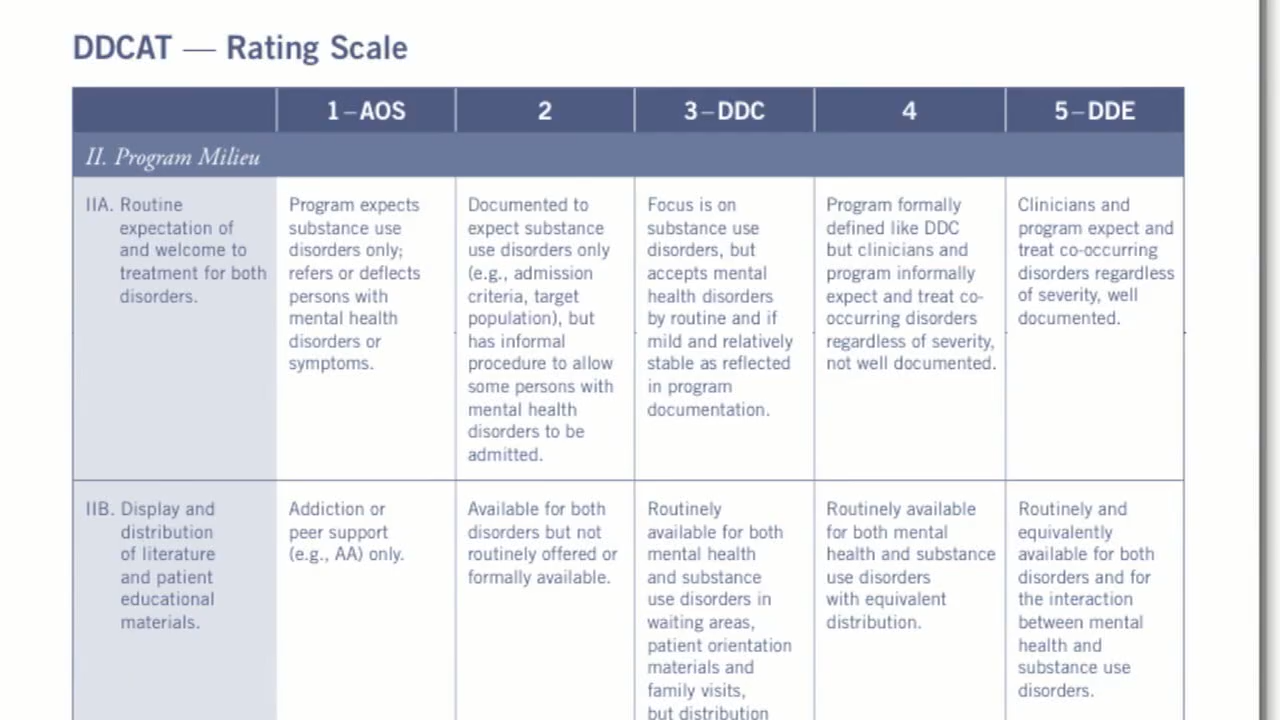 DDCAT — Rating Scale
1–AOS
2
3–DDC
4
5–DDE
II. Program Milieu
IIA. Routine
expectation of
and welcome to
treatment for both
disorders.
Program expects
substance use
disorders only;
refers or deflects
persons with
mental health
disorders or
symptoms.
Documented to
expect substance
use disorders only
(e.g., admission
criteria, target
population), but
has informal
procedure to allow
some persons with
mental health
disorders to be
admitted.
Focus is on
substance use
disorders, but
accepts mental
health disorders
by routine and if
mild and relatively
stable as reflected
in program
documentation.
Program formally
defined like DDC
but clinicians and
program informally
expect and treat co-
occurring disorders
regardless of severity,
not well documented.
Clinicians and
program expect and
treat co-occurring
disorders regardless
of severity, well
documented.
IIB. Display and
distribution
of literature
and patient
educational
materials.
Addiction or
peer support
(e.g., AA) only.
Available for both
disorders but not
routinely offered or
formally available.
Routinely
available for both
mental health
and substance
use disorders in
waiting areas,
patient orientation
materials and
family visits,
but distribution
Routinely available
for both mental
health and substance
use disorders
with equivalent
distribution.
Routinely and
equivalently
available for both
disorders and for
the interaction
between mental
health and
substance use
disorders.